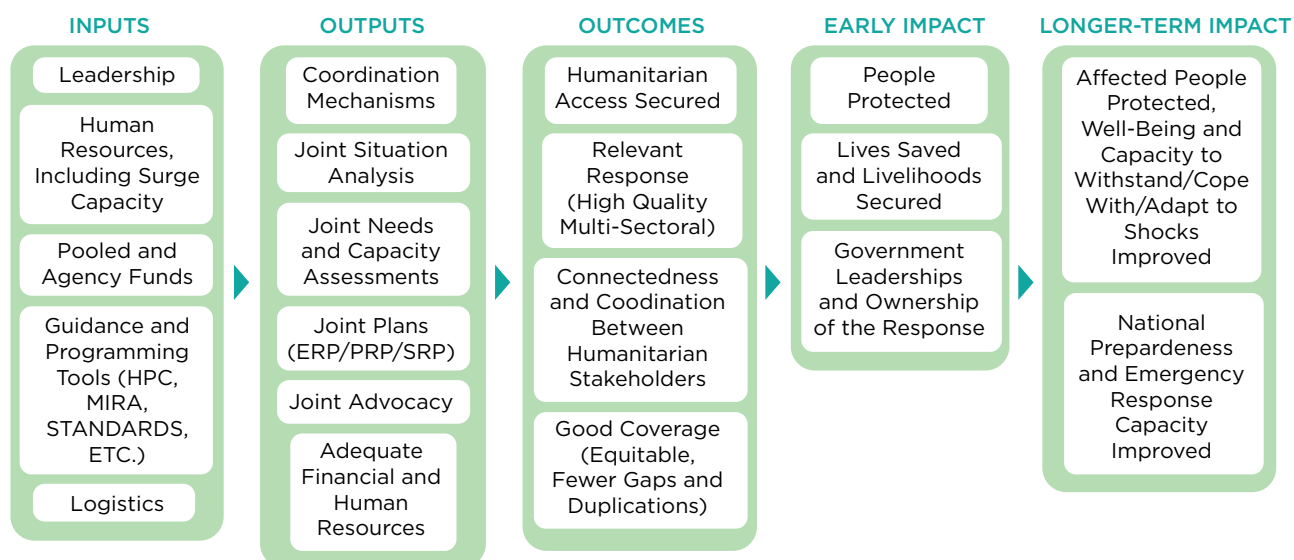 INPUTS
Leadership
Human
Resources,
Including Surge
Capacity
Pooled and
Agency Funds
Guidance and
Programming
Tools (HPC,
MIRA,
STANDARDS,
ETC.)
Logistics
OUTPUTS
Coordination
Mechanisms
Joint Situation
Analysis
Joint Needs
and Capacity
Assessments
Joint Plans
(ERP/PRP/SRP)
Joint Advocacy
Adequate
Financial and
Human
Resources
OUTCOMES
Humanitarian
Access Secured
Relevant
Response
(High Quality
Multi-Sectoral)
Connectedness
and Coodination
Between
Humanitarian
Stakeholders
Good Coverage
(Equitable,
Fewer Gaps and
Duplications)
EARLY IMPACT
People
Protected
Lives Saved
and Livelihoods
Secured
Government
Leaderships
and Ownership
of the Response
LONGER-TERM IMPACT
Affected People
Protected,
Well-Being and
Capacity to
Withstand/Cope
With/Adapt to
Shocks
Improved
National
Prepardeness
and Emergency
Response
Capacity
Improved